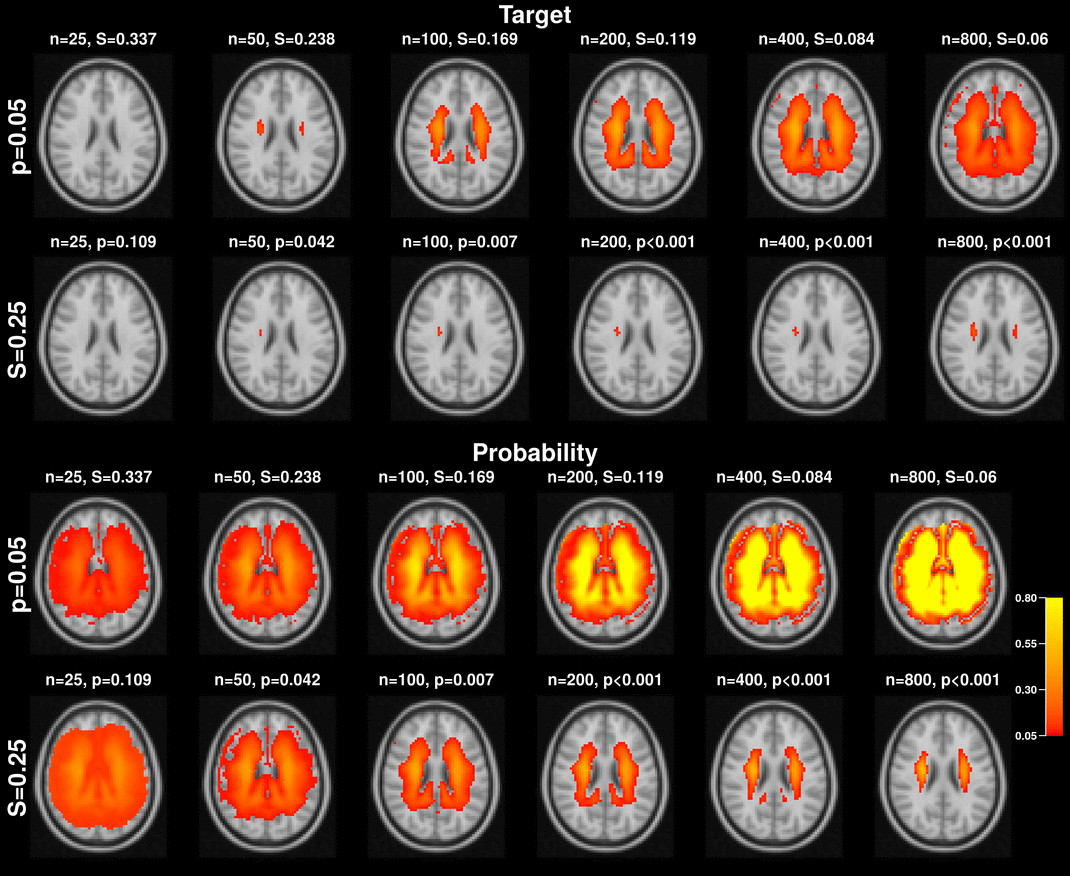 Target
n=25, S=0.337 n=50, S=0.238 n=100, S=0.169 n=200, S=0.119 n=400, S=0.084 n=800, S=0.06
p=0.05
n=25, p=0.109 n=50, p=0.042 n=100, p=0.007 n=200, p<0.001 n=400, p<0.001 n=800, p<0.001
S=0.25
Probability
n=25, S=0.337 n=50, S=0.238 n=100, S=0.169 n=200, S=0.119 n=400, S=0.084 n=800, S=0.06
p=0.05
0.80
0.55
0.30
0.05
n=25, p=0.109 n=50, p=0.042 n=100, p=0.007 n=200, p<0.001 n=400, p<0.001 n=800, p<0.001
S=0.25